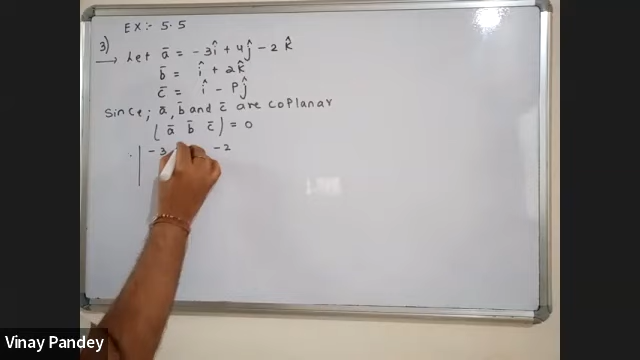 EX:- 5.5
3)
→ Let ā = -3î + 4ĵ - 2k̂
b̄ = î + 2k̂
c̄ = î - Pĵ
Since, ā, b̄ and c̄ are coplanar
[ā b̄ c̄] = 0
| -3 -2
Vinay Pandey